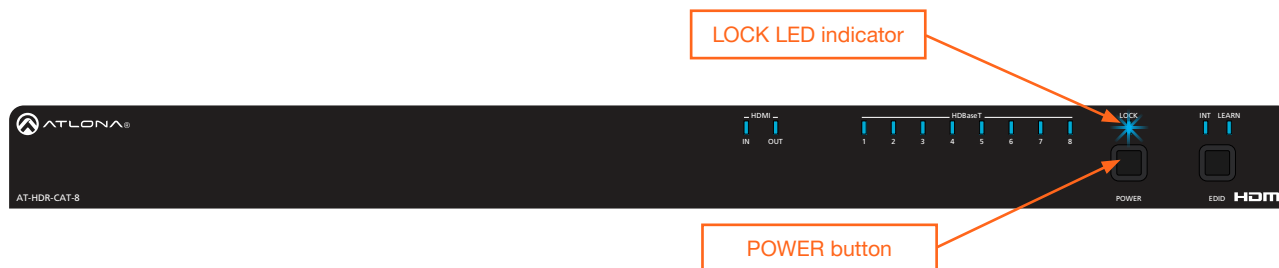 LOCK LED indicator
ATLONA®
HDMI
HDBaseT
LOCK
INT LEARN
IN OUT
1 2 3 4 5 6 7 8
AT-HDR-CAT-8
POWER
EDID
POWER button